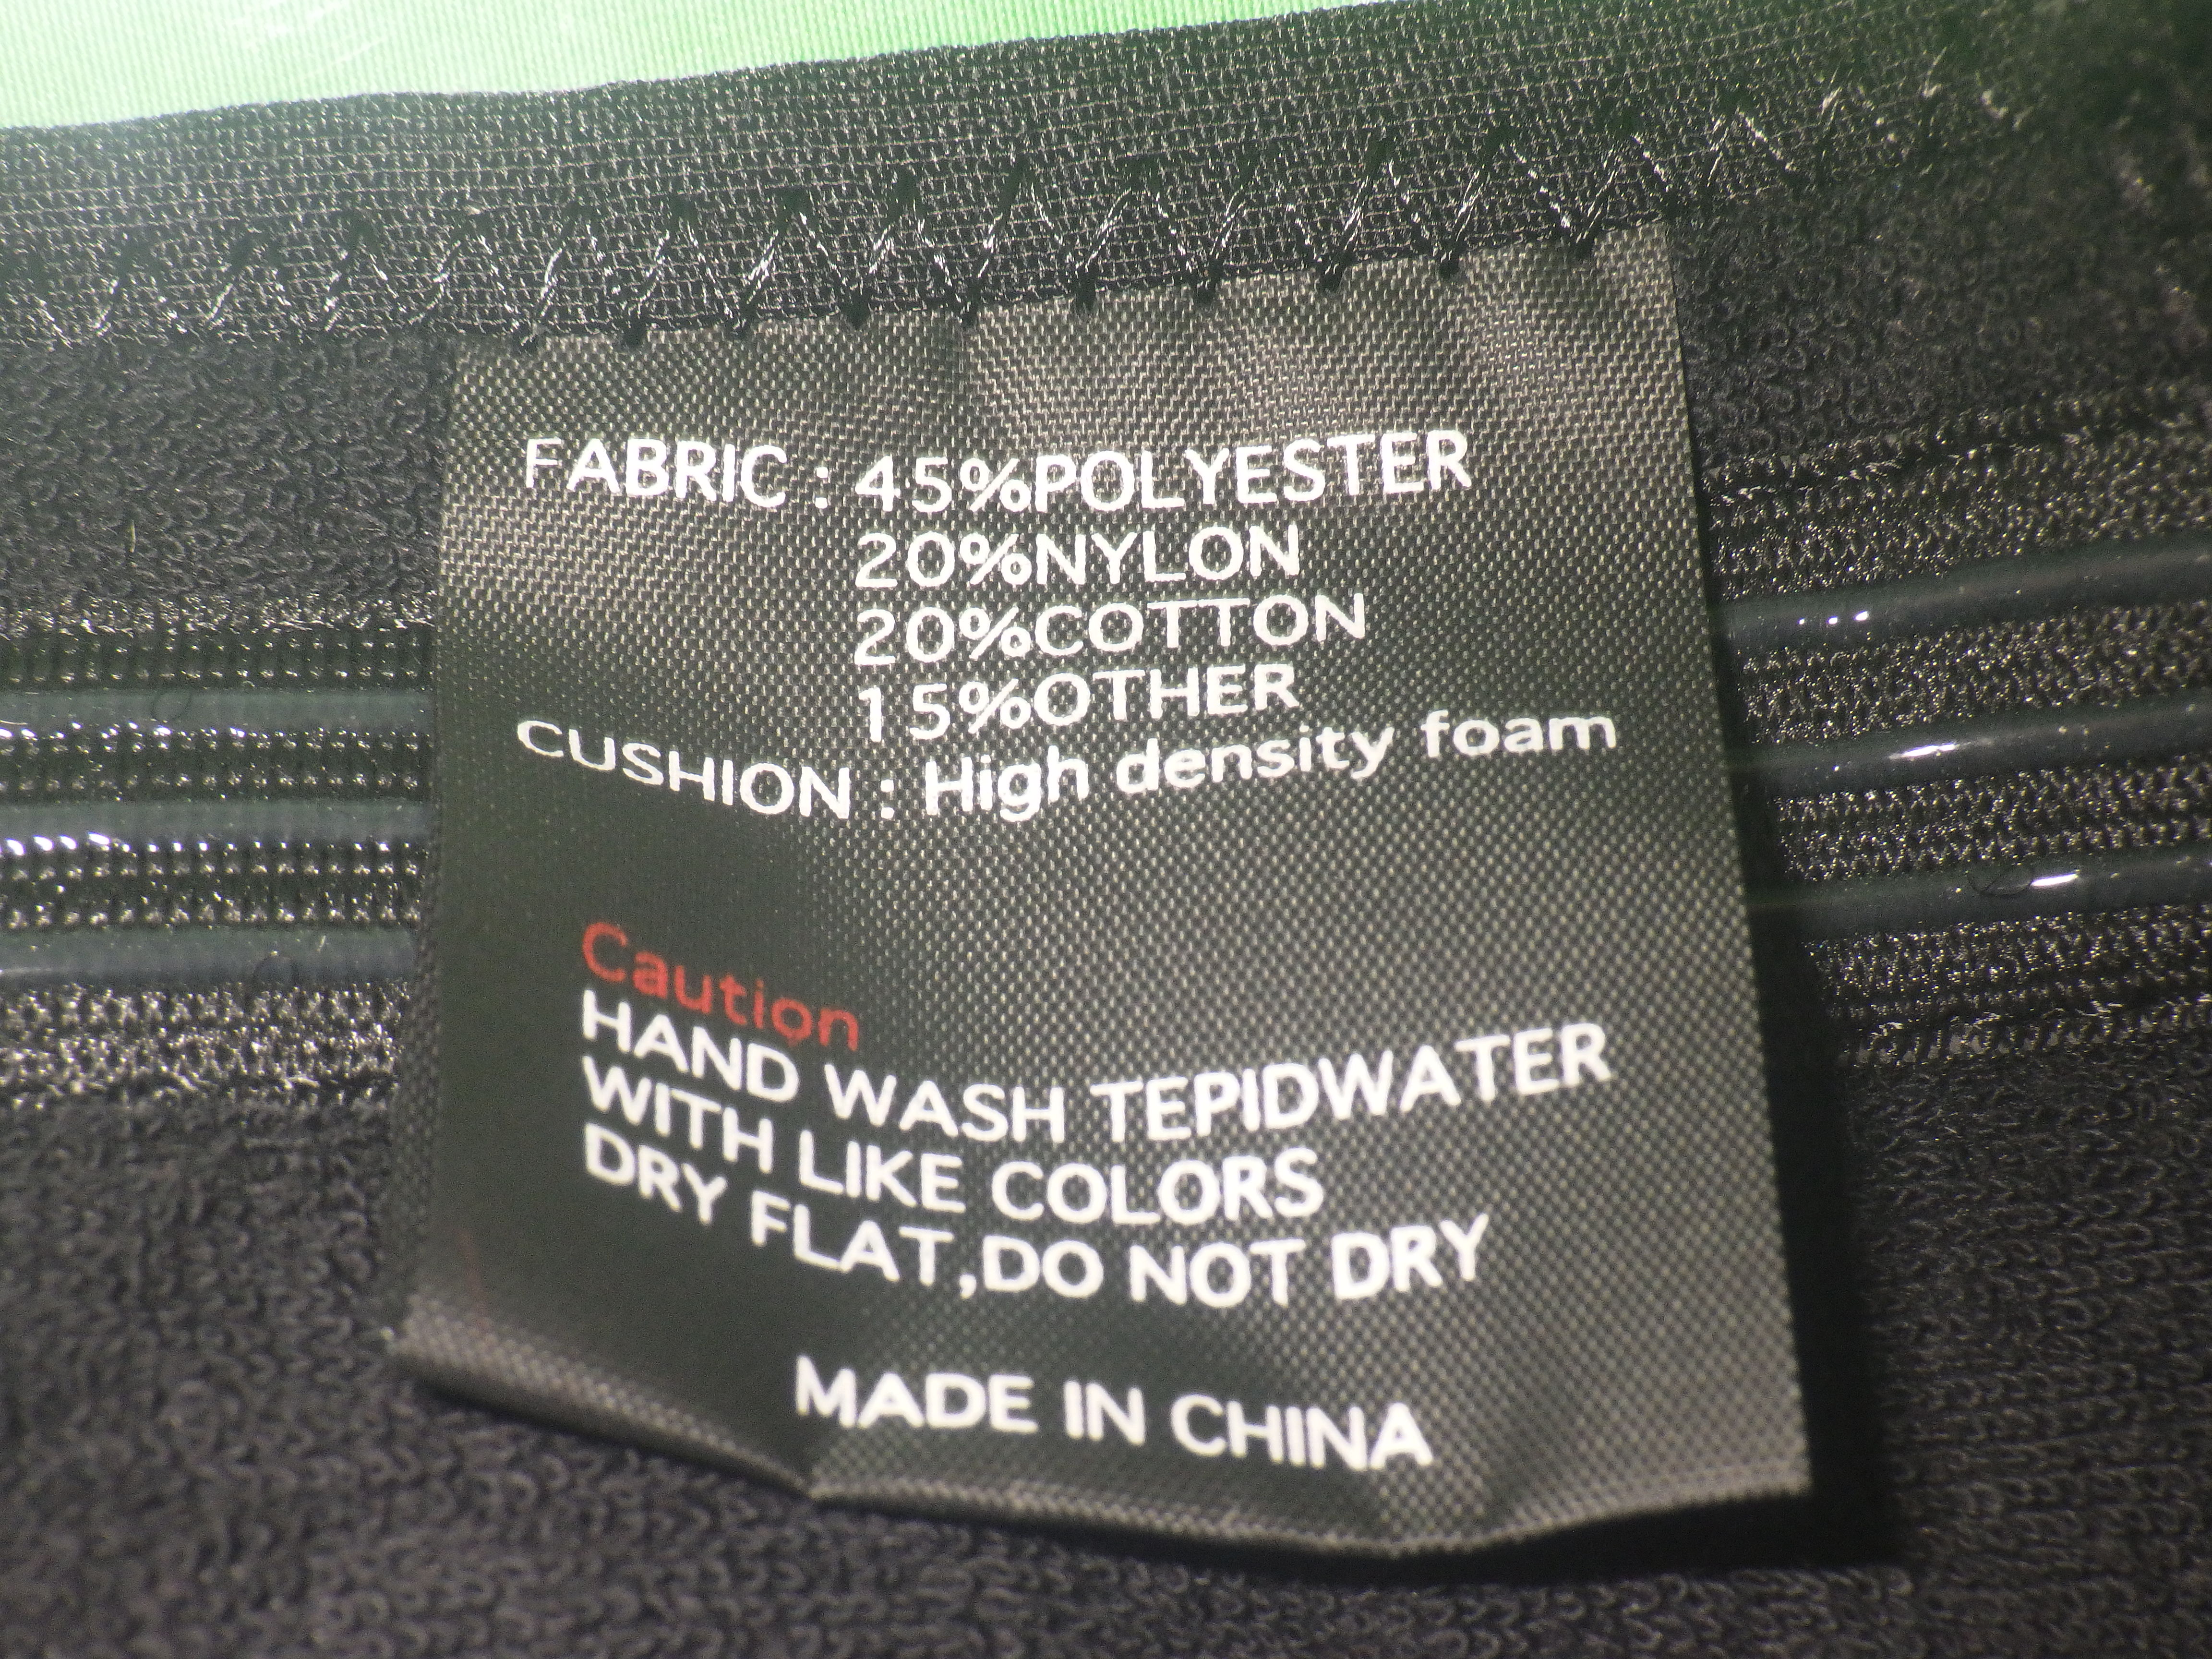 FABRIC : 45%POLYESTER
20%NYLON
20%COTTON
15%OTHER
CUSHION : High density foam
Caution
HAND WASH TEPIDWATER
WITH LIKE COLORS
DRY FLAT,DO NOT DRY
MADE IN CHINA